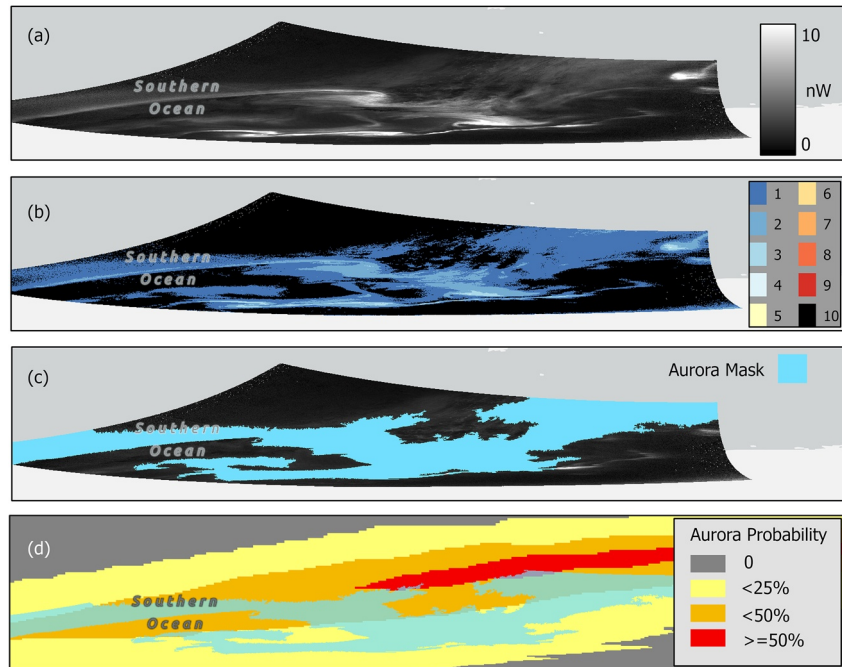 (a)
Southern
Ocean
10
nW
0
(b)
Southern
Ocean
1 6
2 7
3 8
4 9
5 10
(c)
Aurora Mask
Southern
Ocean
(d)
Southern
Ocean
Aurora Probability
0
<25%
<50%
>=50%